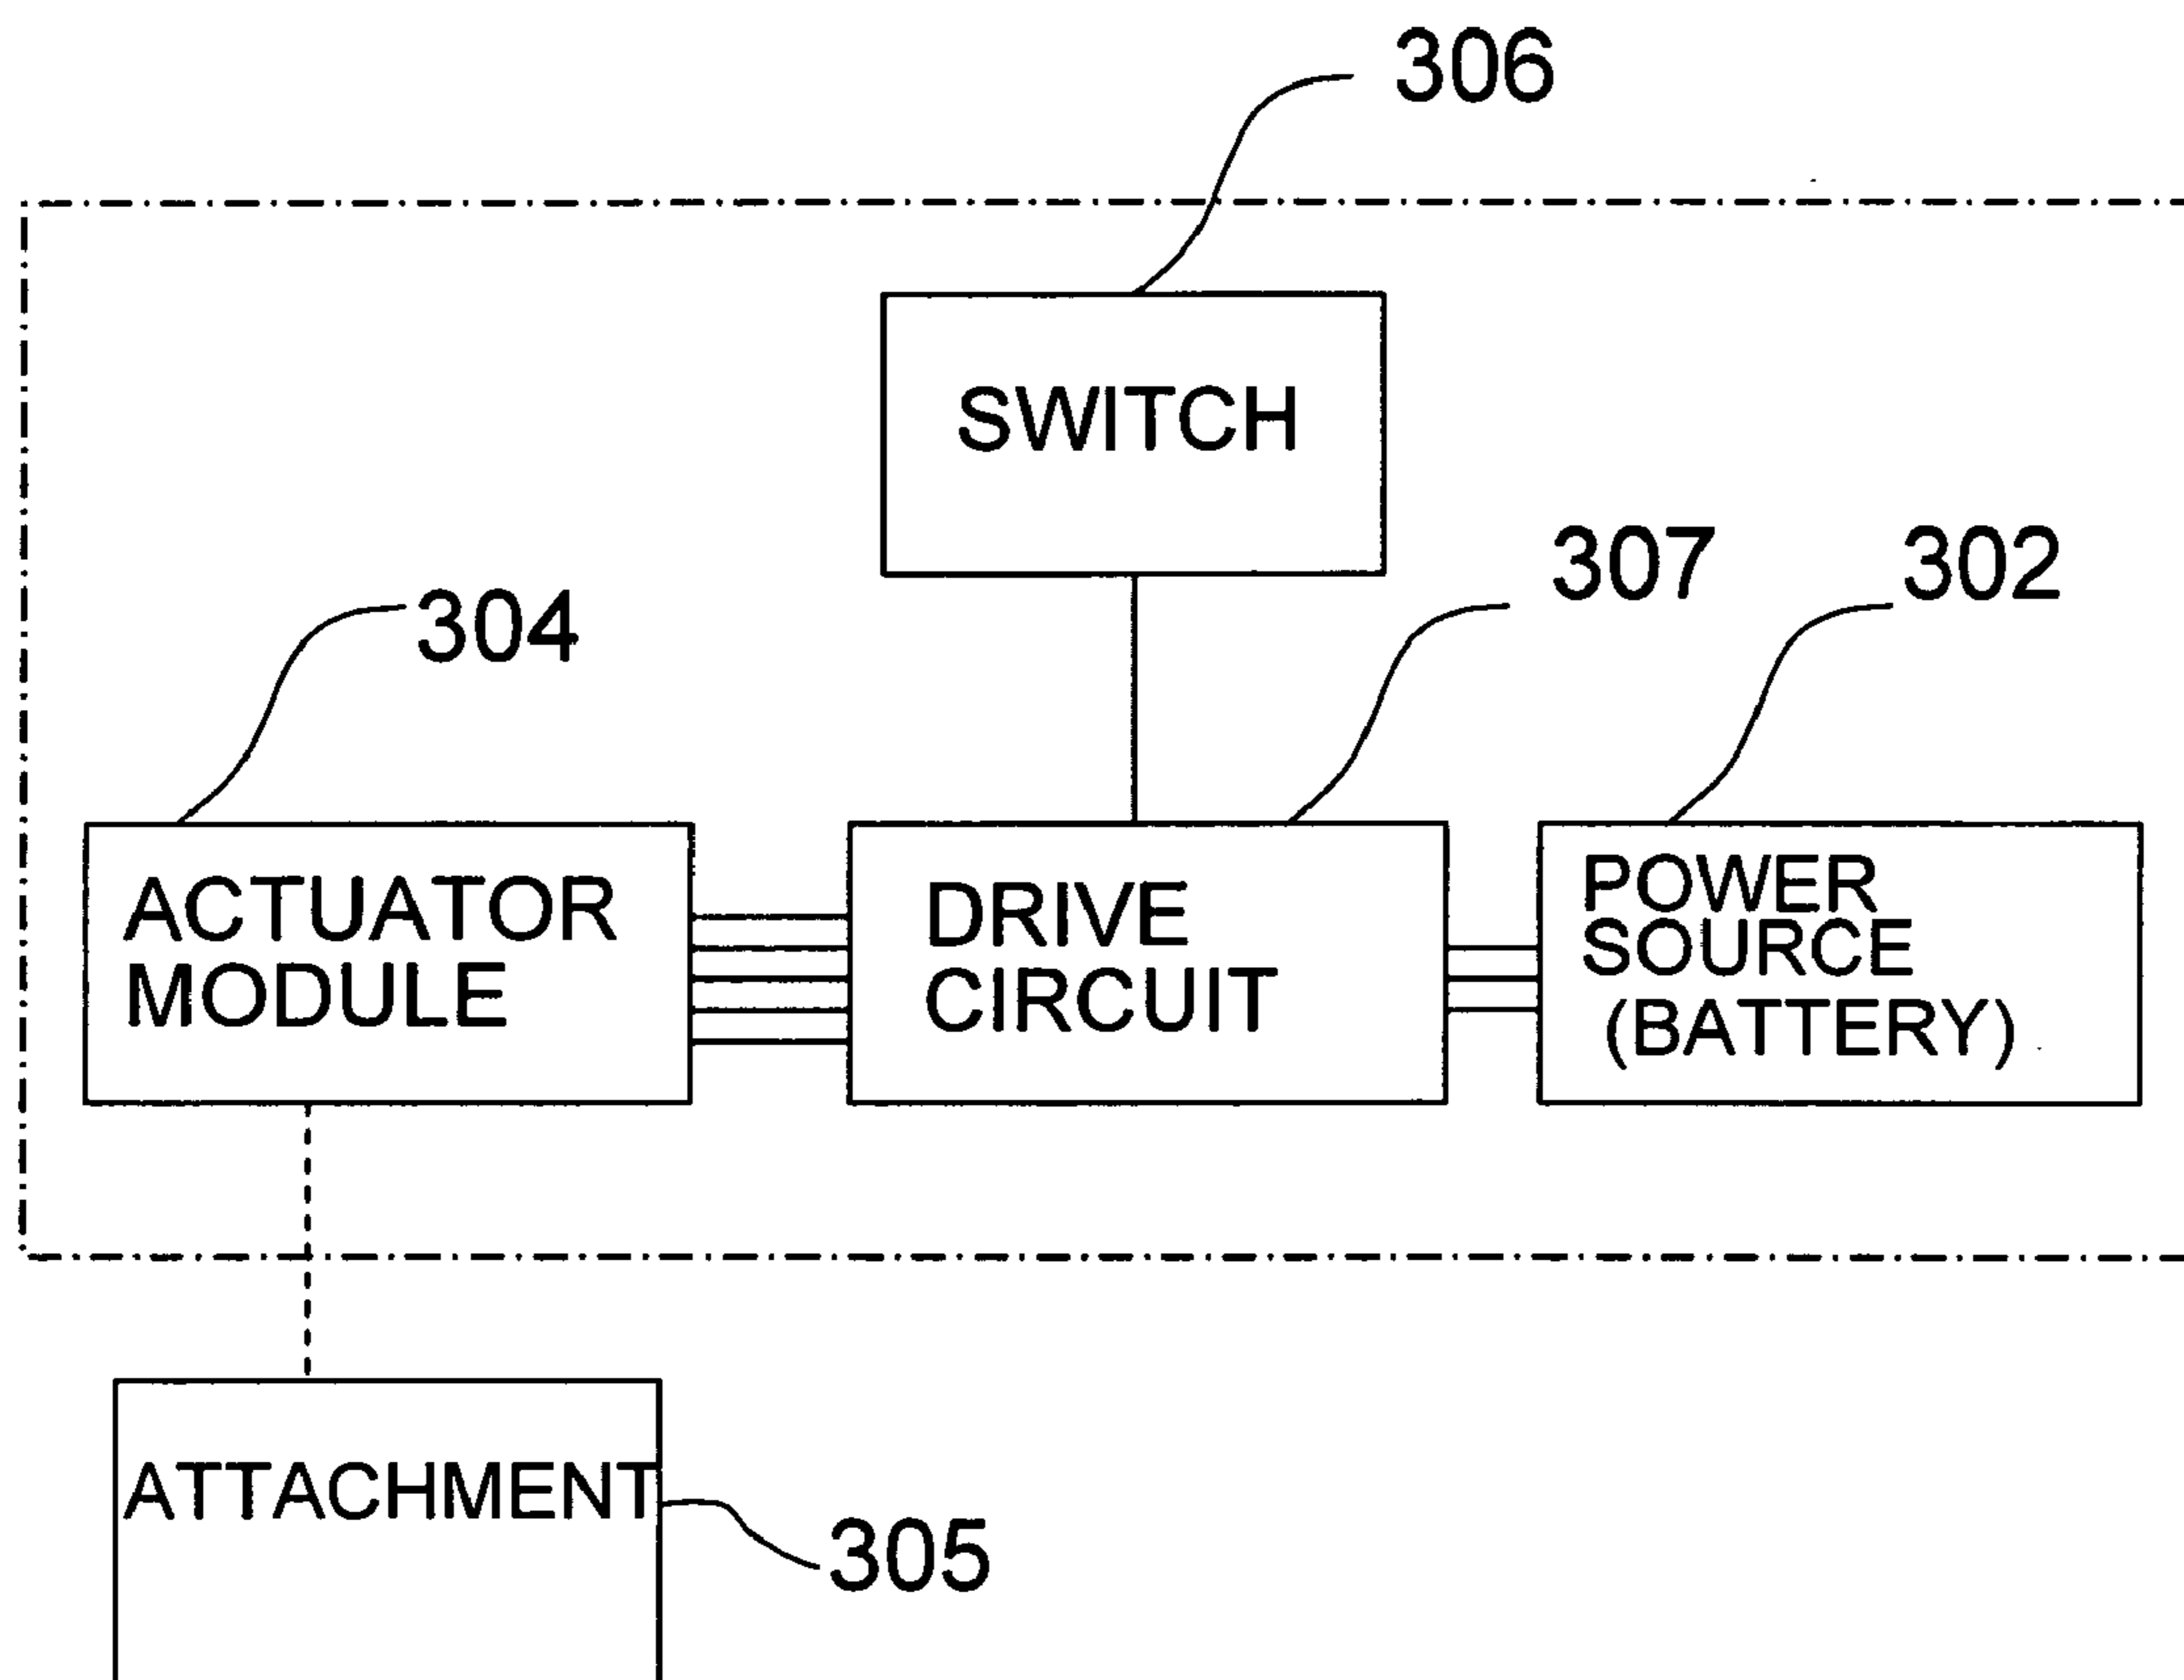 306
SWITCH
307
302
304
ACTUATOR
MODULE
DRIVE
CIRCUIT
POWER
SOURCE
(BATTERY)
ATTACHMENT
305